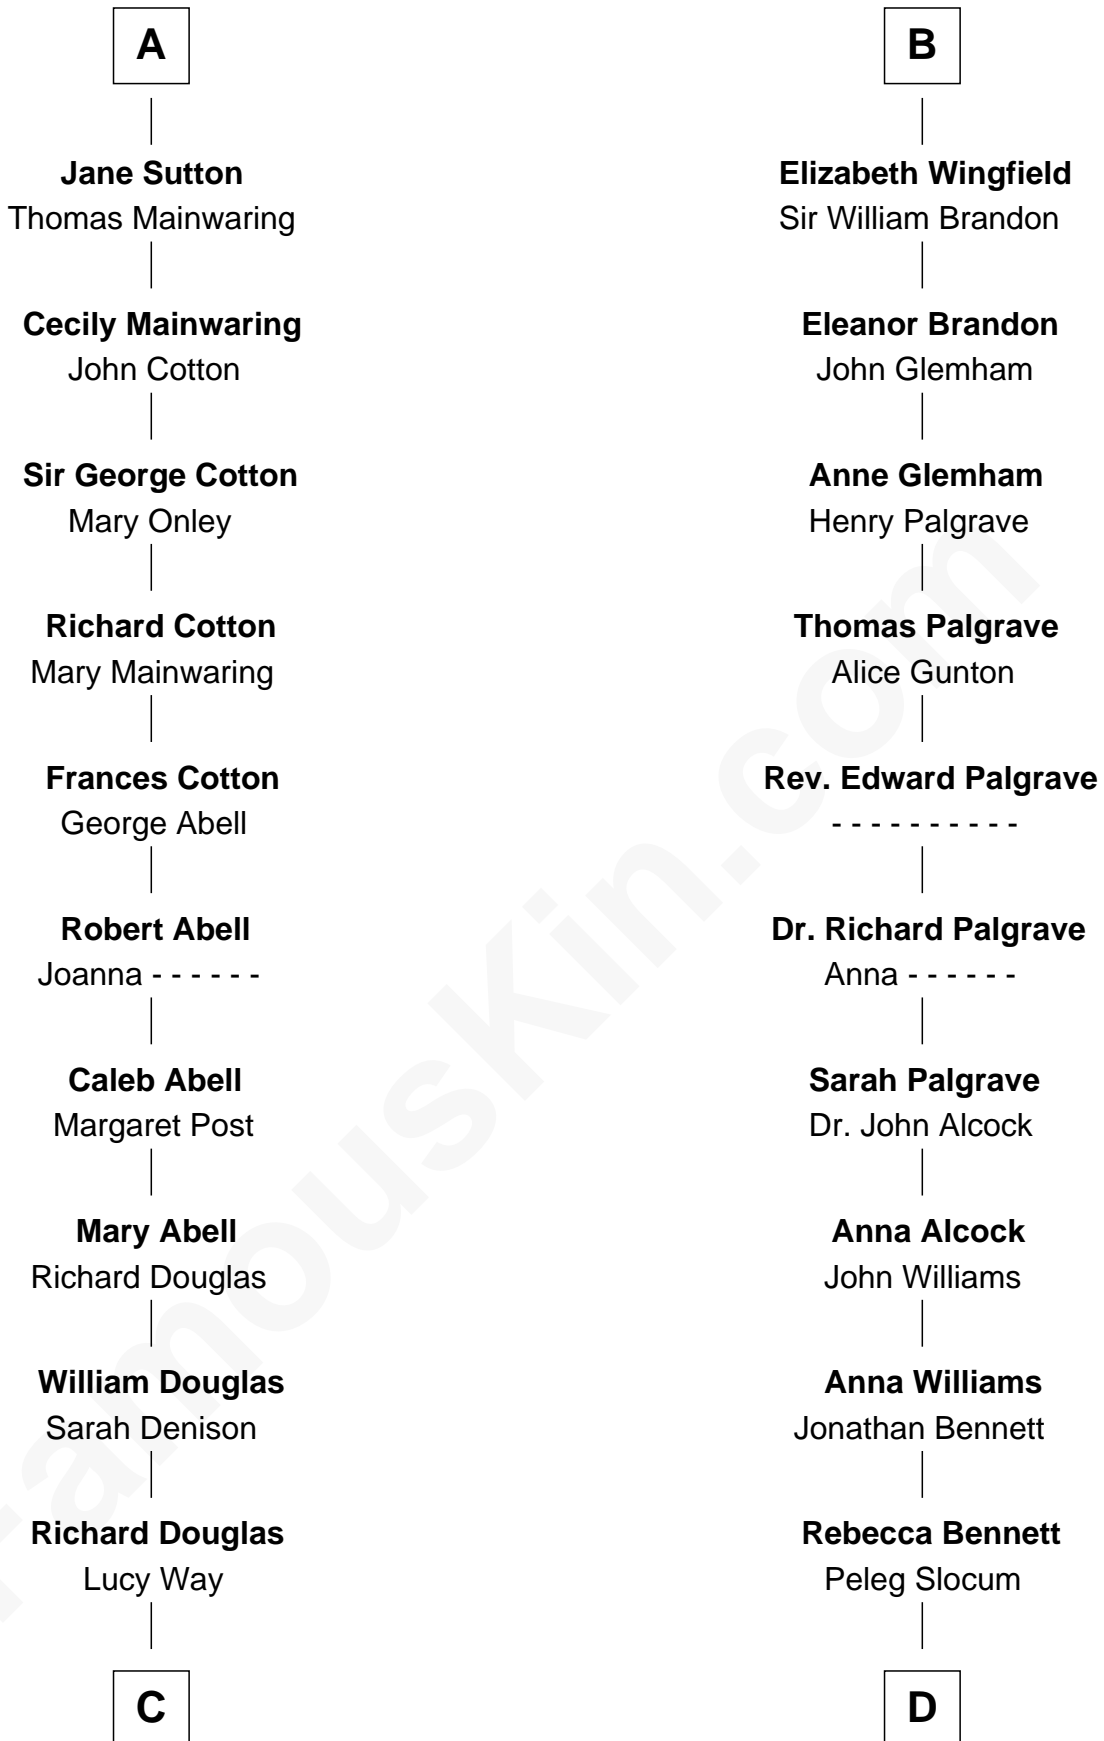 A
Jane Sutton
Thomas Mainwaring
Cecily Mainwaring
John Cotton
Sir George Cotton
Mary Onley
Richard Cotton
Mary Mainwaring
Frances Cotton
George Abell
Robert Abell
Joanna - - - - - -
Caleb Abell
Margaret Post
Mary Abell
Richard Douglas
William Douglas
Sarah Denison
Richard Douglas
Lucy Way
C
B
Elizabeth Wingfield
Sir William Brandon
Eleanor Brandon
John Glemham
Anne Glemham
Henry Palgrave
Thomas Palgrave
Alice Gunton
Rev. Edward Palgrave
- - - - - - - - - -
Dr. Richard Palgrave
Anna - - - - - -
Sarah Palgrave
Dr. John Alcock
Anna Alcock
John Williams
Anna Williams
Jonathan Bennett
Rebecca Bennett
Peleg Slocum
D
FamousKin.com